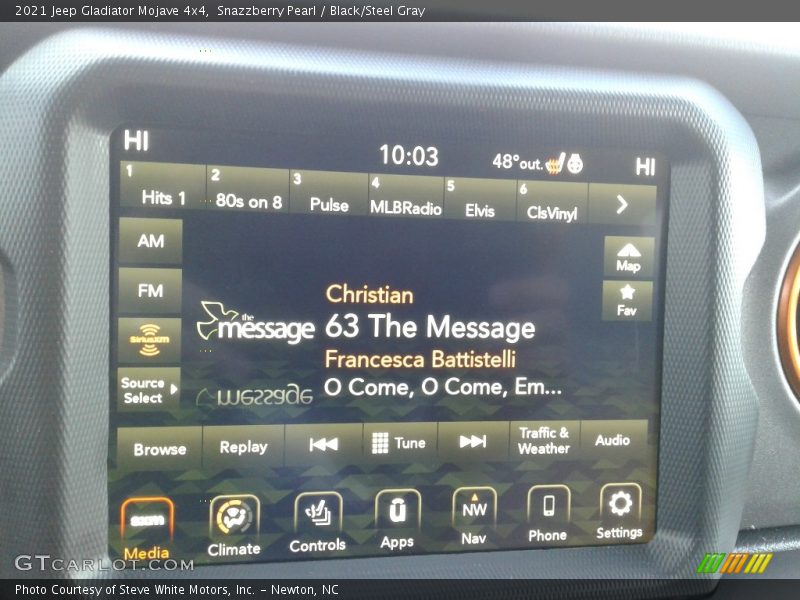 2021 Jeep Gladiator Mojave 4x4,  Snazzberry Pearl / Black/Steel Gray
HI 10:03 48°out. HI
1 Hits 1 2 80s on 8 3 Pulse 4 MLBRadio 5 Elvis 6 ClsVinyl
AM
Map
FM
Fav
Christian
the message 63 The Message
SiriusXM
Francesca Battistelli
Source Select
O Come, O Come, Em...
message
Browse Replay Tune Traffic & Weather Audio
sxm NW
Media Climate Controls Apps Nav Phone Settings
GTCARLOT.COM
Photo Courtesy of Steve White Motors, Inc. – Newton, NC